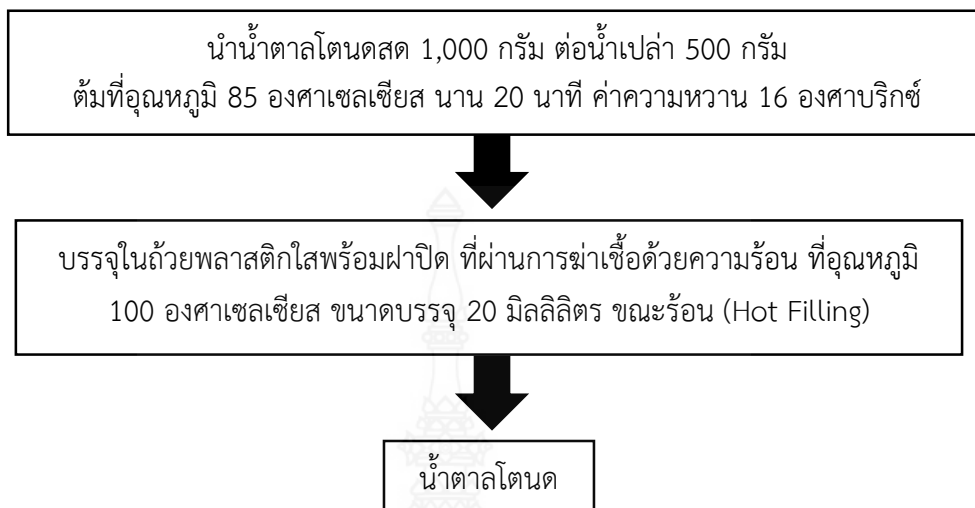 นำน้ำตาลโตนดสด 1,000 กรัม ต่อน้ำเปล่า 500 กรัม
ต้มที่อุณหภูมิ 85 องศาเซลเซียส นาน 20 นาที ค่าความหวาน 16 องศาบริกซ์
บรรจุในถ้วยพลาสติกใสพร้อมฝาปิด ที่ผ่านการฆ่าเชื้อด้วยความร้อน ที่อุณหภูมิ
100 องศาเซลเซียส ขนาดบรรจุ 20 มิลลิลิตร ขณะร้อน (Hot Filling)
น้ำตาลโตนด